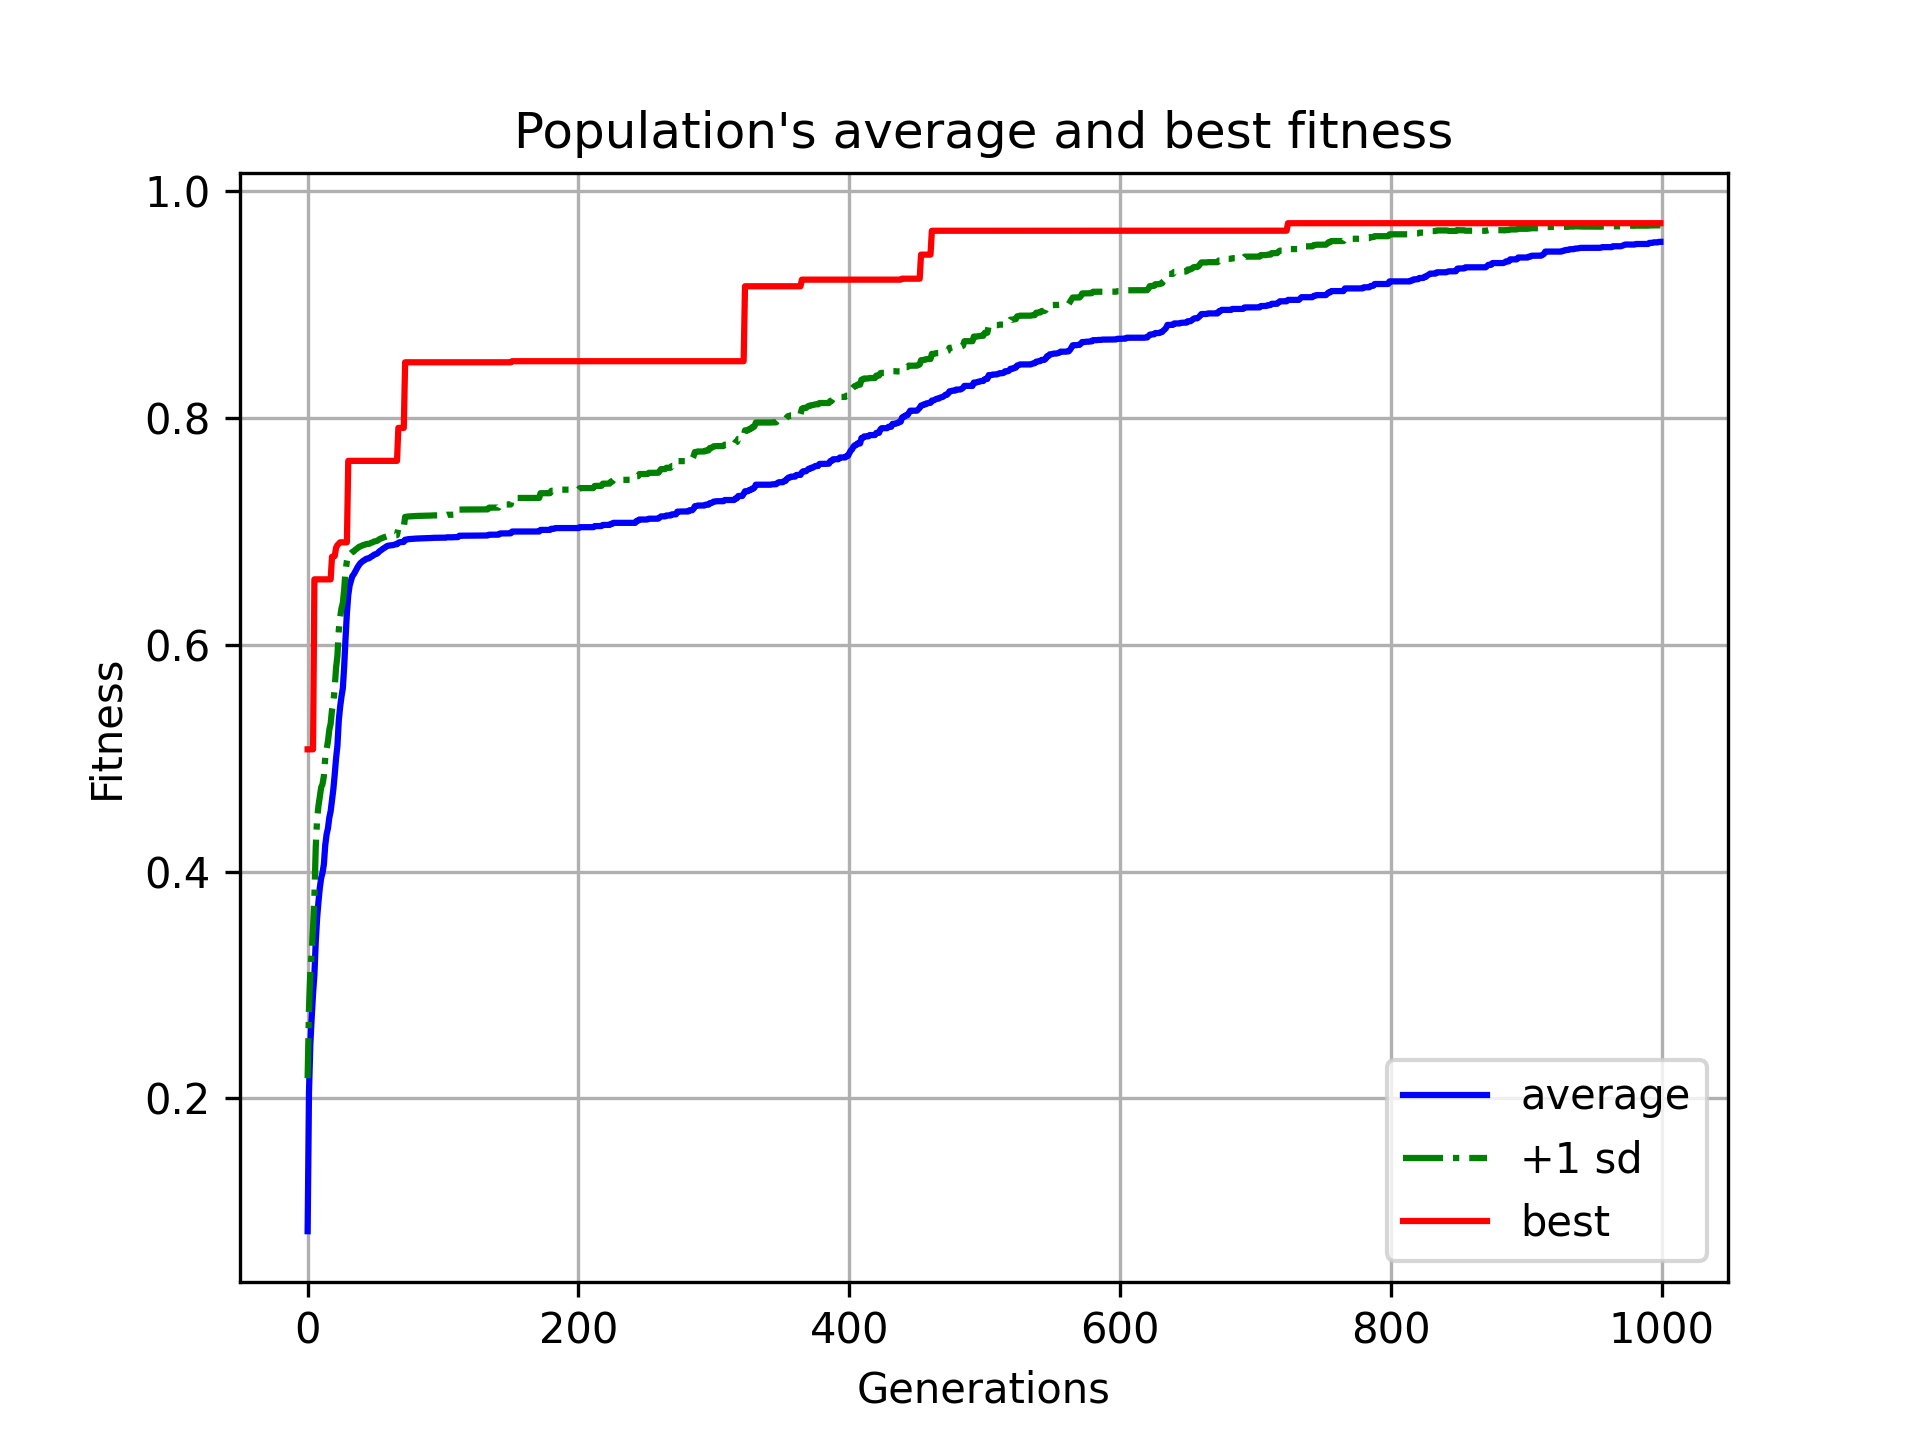 Population's average and best fitness
1.0
0.8
0.6
0.4
0.2
Fitness
average
+1 sd
best
0 200 400 600 800 1000
Generations